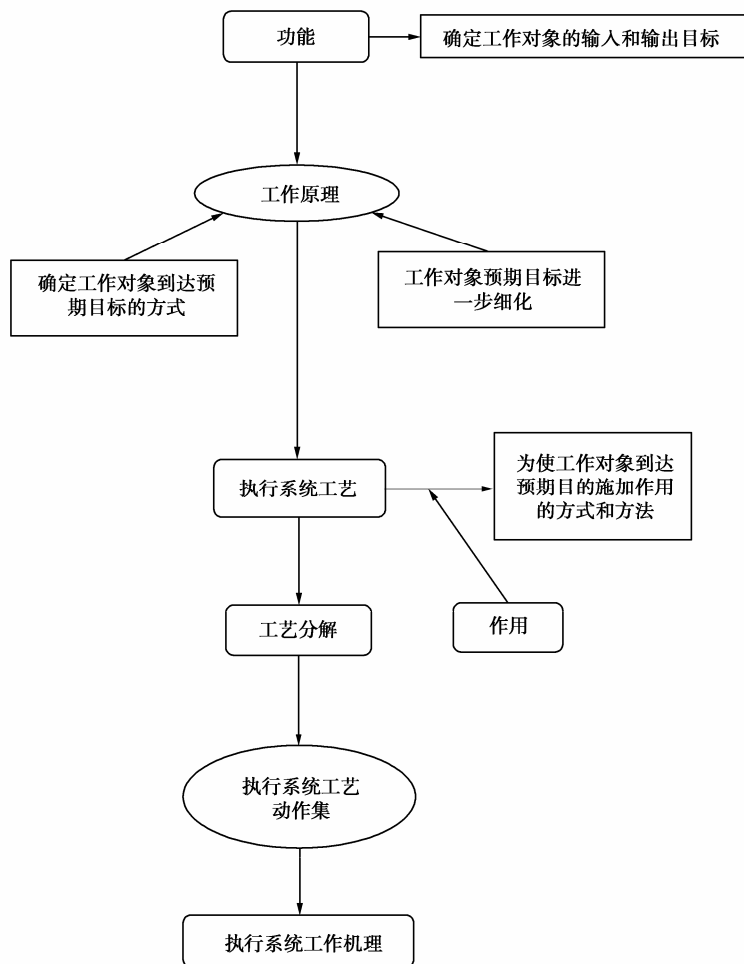 功能
确定工作对象的输入和输出目标
工作原理
确定工作对象到达预
期目标的方式
工作对象预期目标进
一步细化
执行系统工艺
为使工作对象到达
预期目的施加作用
的方式和方法
工艺分解
作用
执行系统工艺
动作集
执行系统工作机理